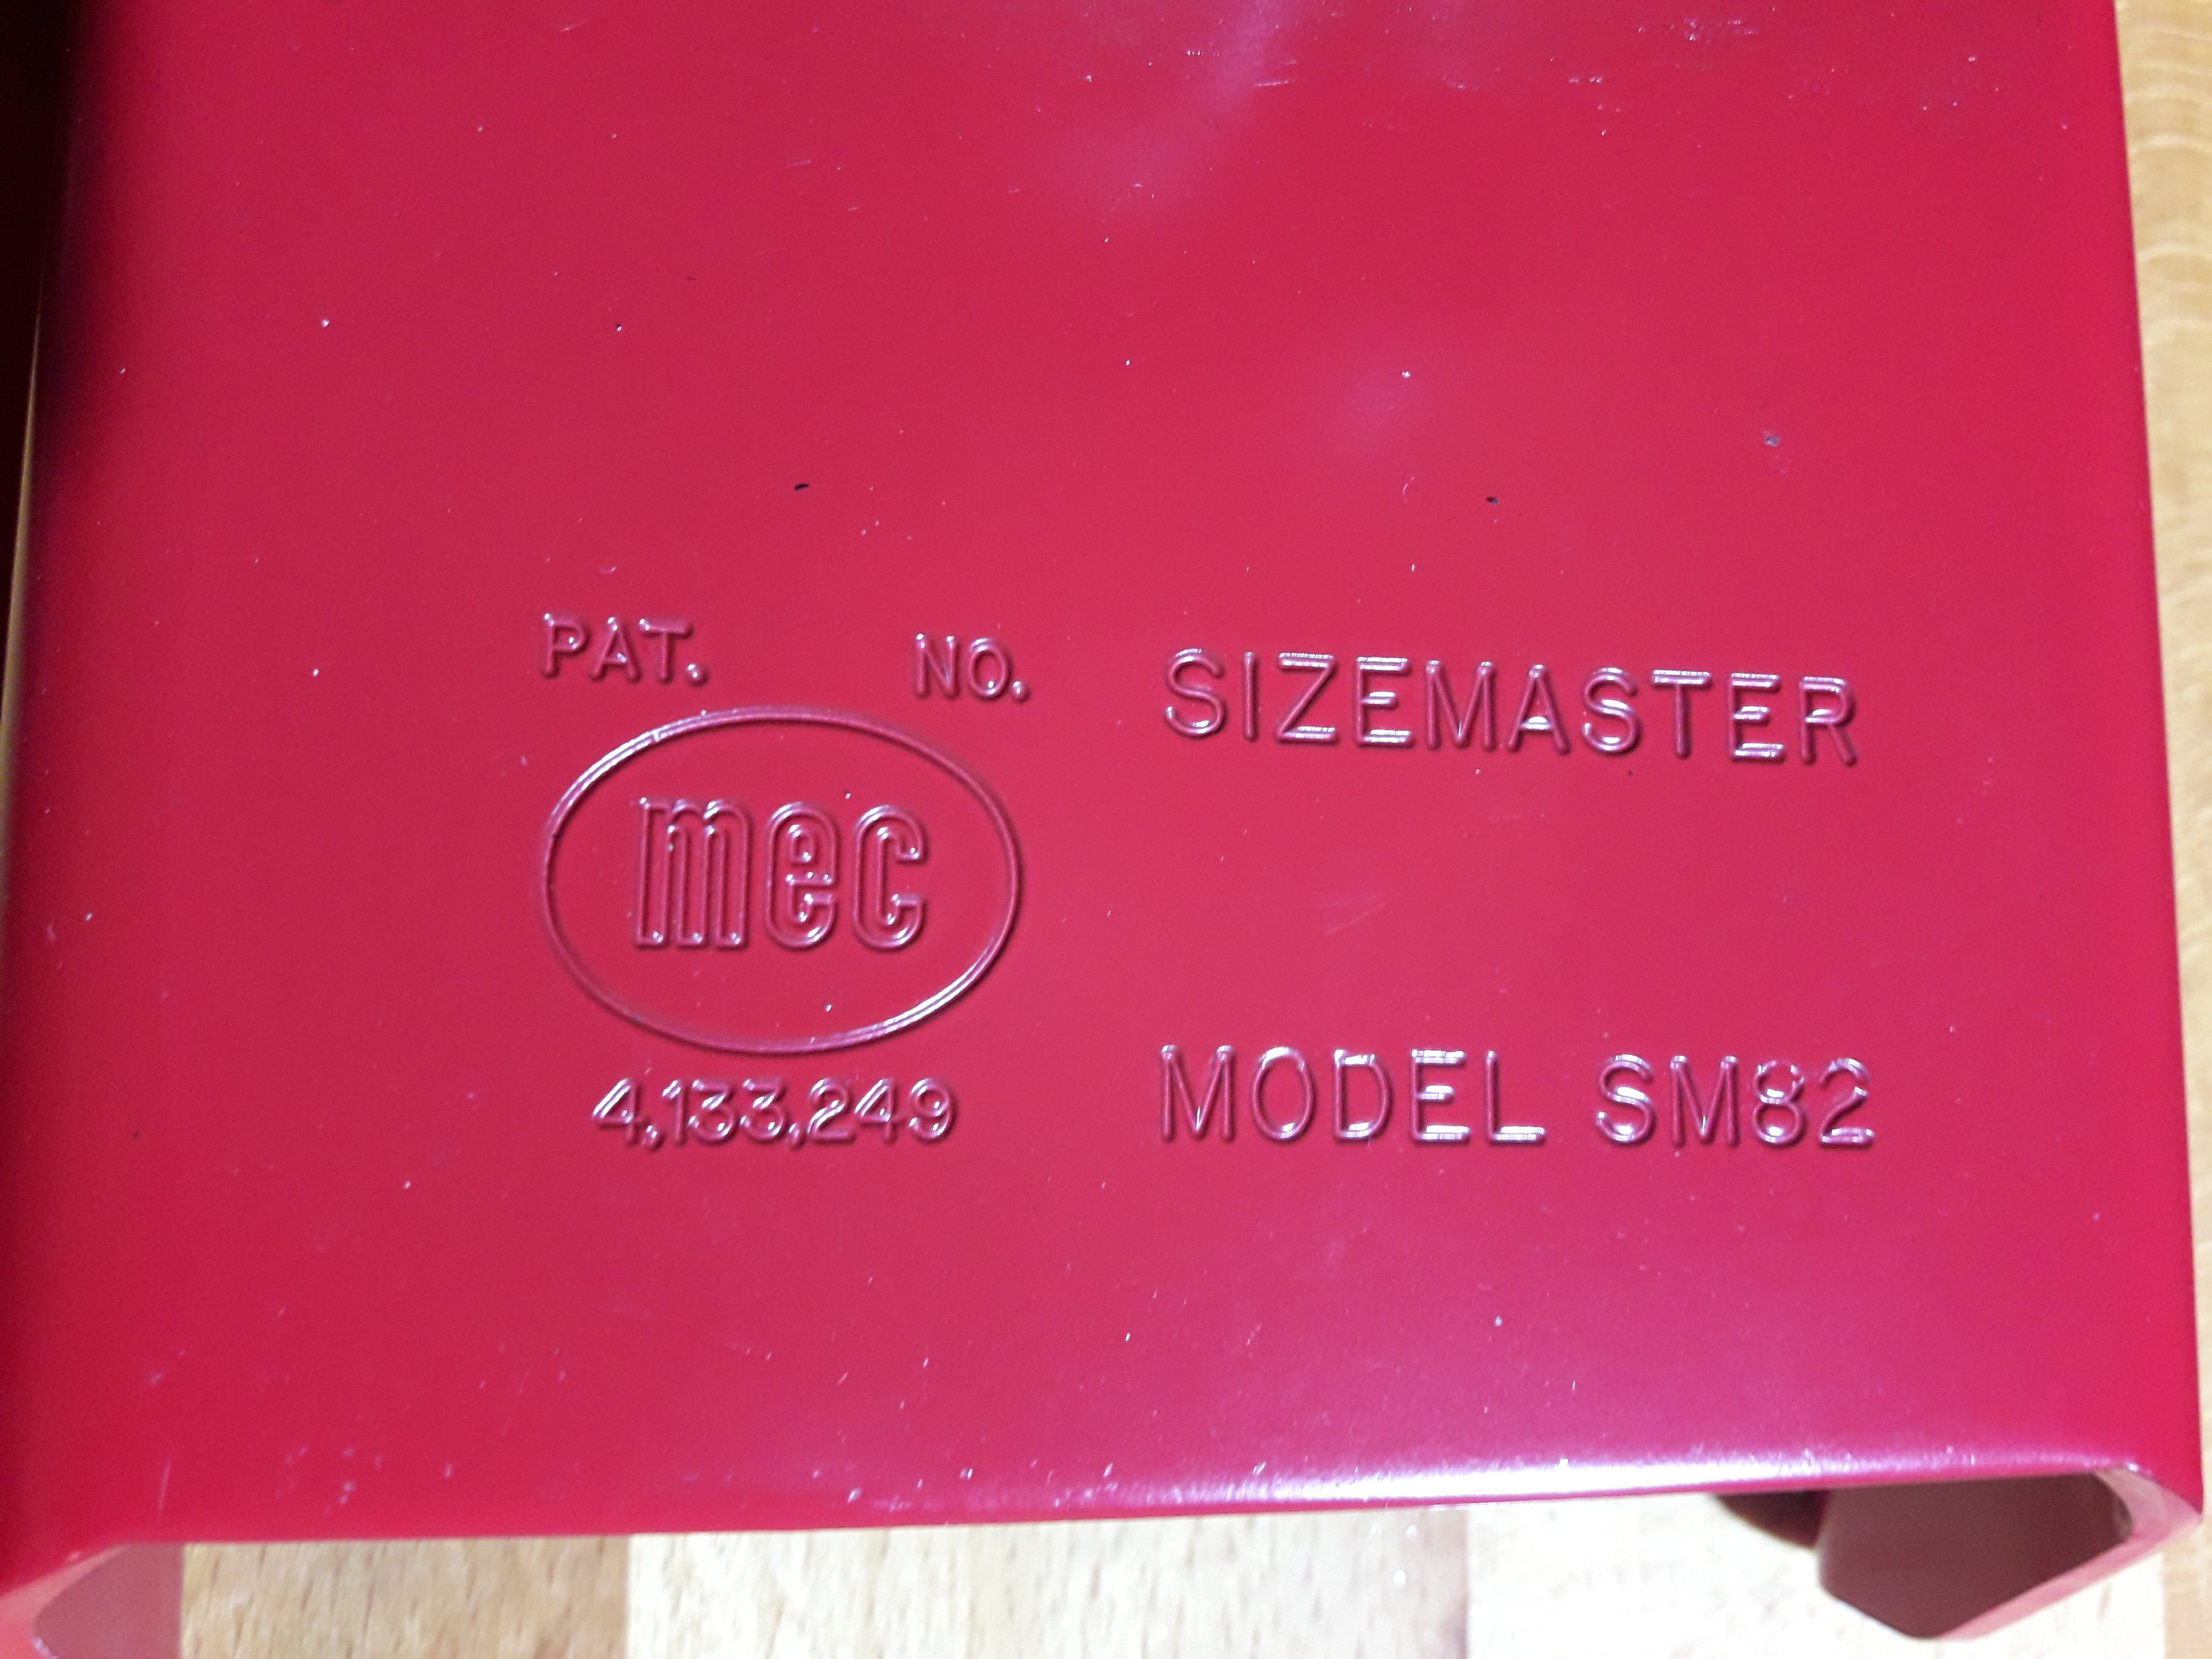 PAT. NO.
mec
4,133,249
SIZEMASTER
MODEL SM82